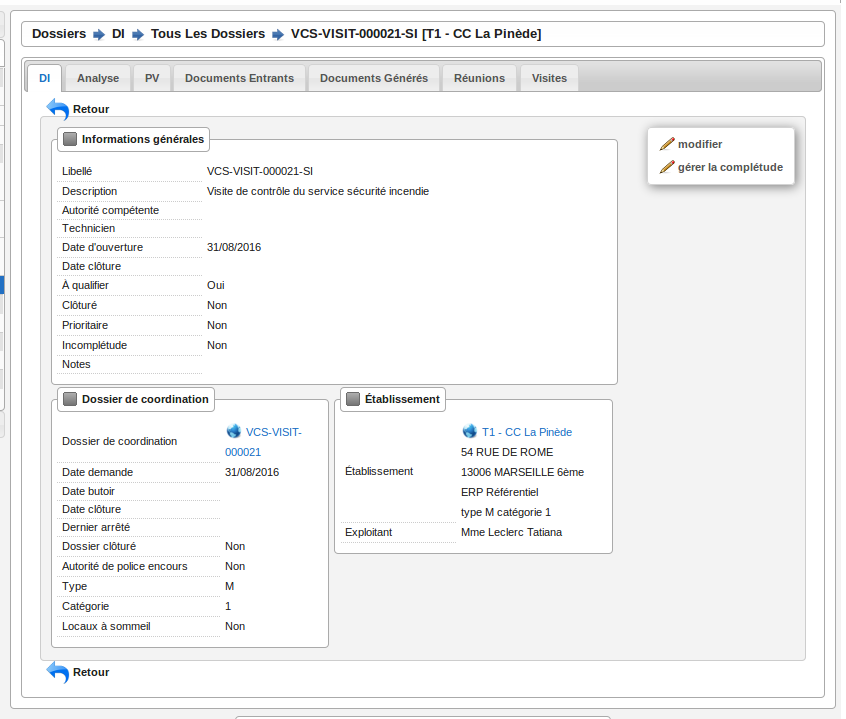 Dossiers DI Tous Les Dossiers VCS-VISIT-000021-SI [T1 - CC La Pinède]
DI Analyse PV Documents Entrants Documents Générés Réunions Visites
Retour
Informations générales
modifier
gérer la complétude
Libellé VCS-VISIT-000021-SI
Description Visite de contrôle du service sécurité incendie
Autorité compétente
Technicien
Date d'ouverture 31/08/2016
Date clôture
À qualifier Oui
Clôturé Non
Prioritaire Non
Incomplétude Non
Notes
Dossier de coordination
Dossier de coordination VCS-VISIT-
000021
Date demande 31/08/2016
Date butoir
Date clôture
Dernier arrêté
Dossier clôturé Non
Autorité de police encours Non
Type M
Catégorie 1
Locaux à sommeil Non
Établissement
T1 - CC La Pinède
54 RUE DE ROME
Établissement 13006 MARSEILLE 6ème
ERP Référentiel
type M catégorie 1
Exploitant Mme Leclerc Tatiana
Retour